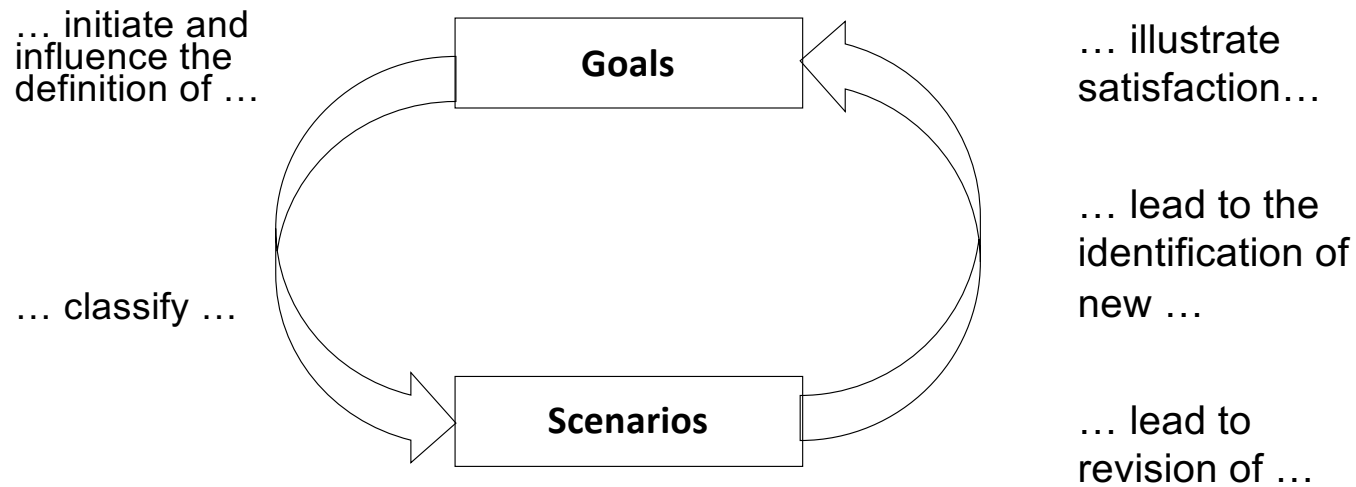 … initiate and
influence the
definition of …
Goals
… illustrate
satisfaction…
… lead to the
identification of
new …
… classify …
Scenarios
… lead to
revision of …